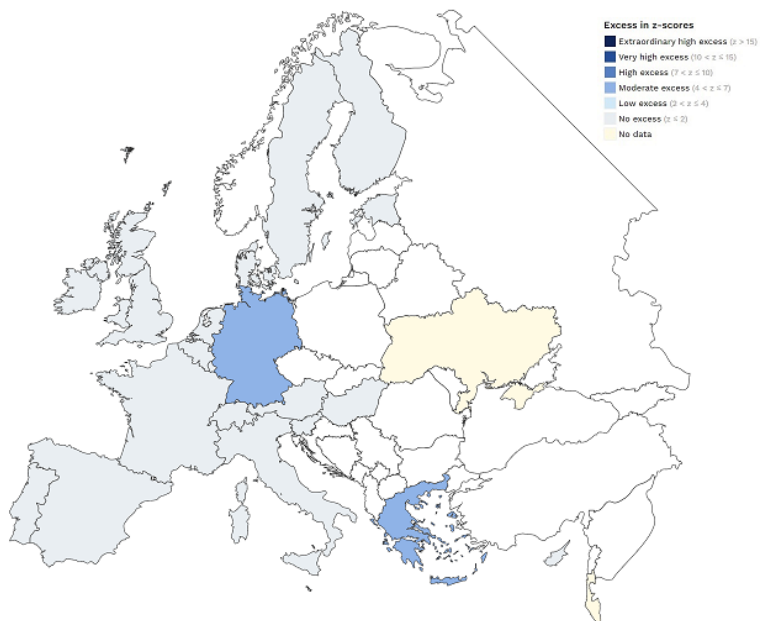 Excess in z-scores
Extraordinary high excess (z > 15)
Very high excess (10 < z ≤ 15)
High excess (7 < z ≤ 10)
Moderate excess (4 < z ≤ 7)
Low excess (2 < z ≤ 4)
No excess (z ≤ 2)
No data